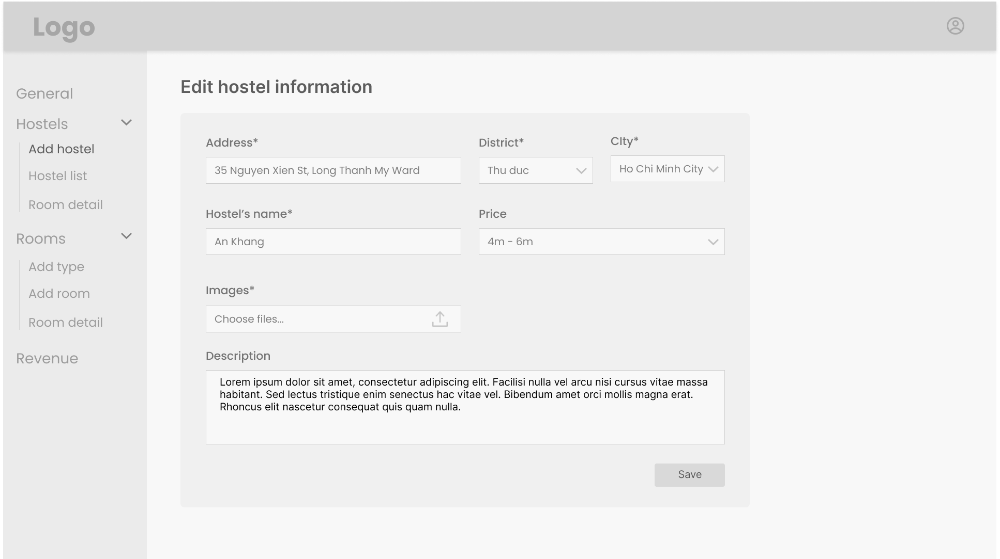 Logo
General
Hostels
Add hostel
Hostel list
Room detail
Rooms
Add type
Add room
Room detail
Revenue
Edit hostel information
Address*
District*
CIty*
35 Nguyen Xien St, Long Thanh My Ward
Thu duc
Ho Chi Minh City
Hostel’s name*
Price
An Khang
4m - 6m
Images*
Choose files...
Description
Lorem ipsum dolor sit amet, consectetur adipiscing elit. Facilisi nulla vel arcu nisi cursus vitae massa
habitant. Sed lectus tristique enim senectus hac vitae vel. Bibendum amet orci mollis magna erat.
Rhoncus elit nascetur consequat quis quam nulla.
Save